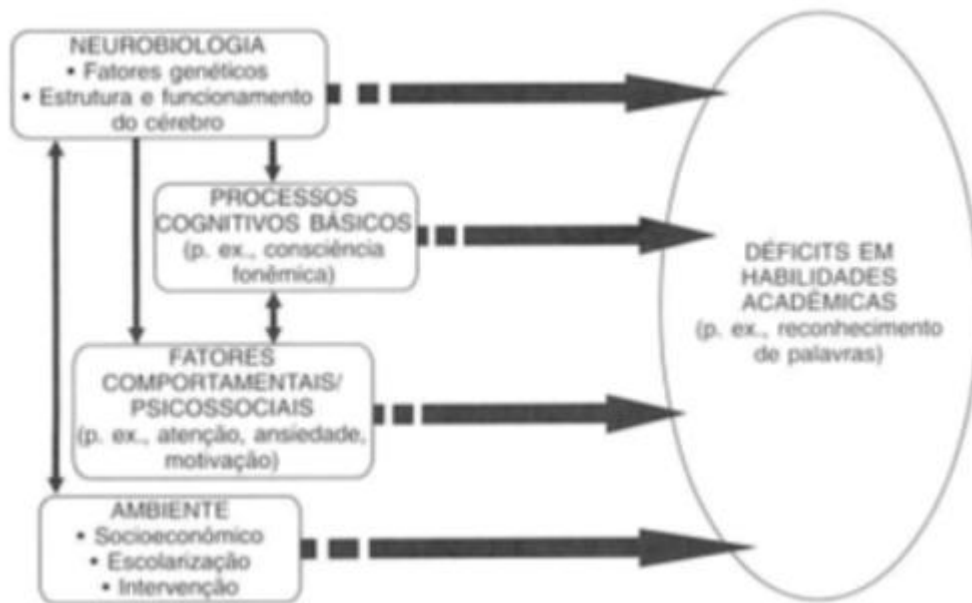 NEUROBIOLOGIA
• Fatores genéticos
• Estrutura e funcionamento
do cérebro
PROCESSOS
COGNITIVOS BÁSICOS
(p. ex., consciência
fonêmica)
FATORES
COMPORTAMENTAIS/
PSICOSSOCIAIS
(p. ex., atenção, ansiedade,
motivação)
AMBIENTE
• Socioeconômico
• Escolarização
• Intervenção
DÉFICITS EM
HABILIDADES
ACADÊMICAS
(p. ex., reconhecimento
de palavras)